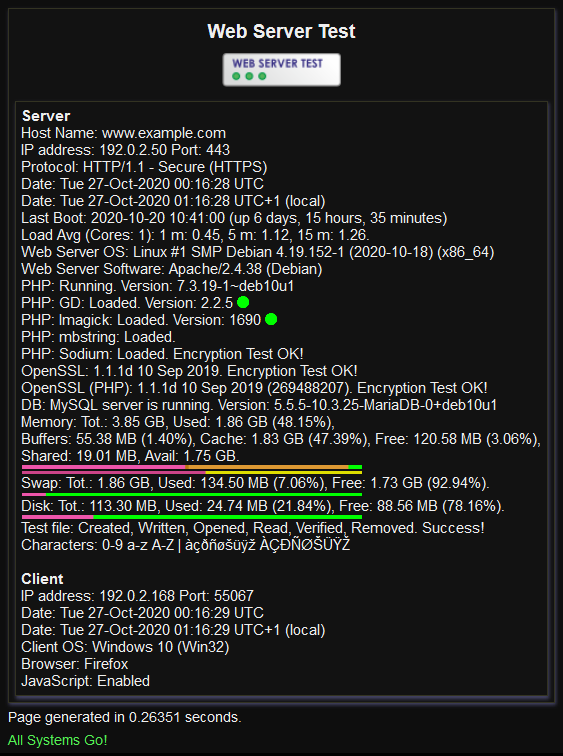 Web Server Test
WEB SERVER TEST
Server
Host Name: www.example.com
IP address: 192.0.2.50 Port: 443
Protocol: HTTP/1.1 - Secure (HTTPS)
Date: Tue 27-Oct-2020 00:16:28 UTC
Date: Tue 27-Oct-2020 01:16:28 UTC+1 (local)
Last Boot: 2020-10-20 10:41:00 (up 6 days, 15 hours, 35 minutes)
Load Avg (Cores: 1): 1 m: 0.45, 5 m: 1.12, 15 m: 1.26.
Web Server OS: Linux #1 SMP Debian 4.19.152-1 (2020-10-18) (x86_64)
Web Server Software: Apache/2.4.38 (Debian)
PHP: Running. Version: 7.3.19-1~deb10u1
PHP: GD: Loaded. Version: 2.2.5
PHP: Imagick: Loaded. Version: 1690
PHP: mbstring: Loaded.
PHP: Sodium: Loaded. Encryption Test OK!
OpenSSL: 1.1.1d 10 Sep 2019. Encryption Test OK!
OpenSSL (PHP): 1.1.1d 10 Sep 2019 (269488207). Encryption Test OK!
DB: MySQL server is running. Version: 5.5.5-10.3.25-MariaDB-0+deb10u1
Memory: Tot.: 3.85 GB, Used: 1.86 GB (48.15%),
Buffers: 55.38 MB (1.40%), Cache: 1.83 GB (47.39%), Free: 120.58 MB (3.06%),
Shared: 19.01 MB, Avail: 1.75 GB.
Swap: Tot.: 1.86 GB, Used: 134.50 MB (7.06%), Free: 1.73 GB (92.94%).
Disk: Tot.: 113.30 MB, Used: 24.74 MB (21.84%), Free: 88.56 MB (78.16%).
Test file: Created, Written, Opened, Read, Verified, Removed. Success!
Characters: 0-9 a-z A-Z | àçðñøšüÿž ÀÇÐÑØŠÜŸŽ
Client
IP address: 192.0.2.168 Port: 55067
Date: Tue 27-Oct-2020 00:16:29 UTC
Date: Tue 27-Oct-2020 01:16:29 UTC+1 (local)
Client OS: Windows 10 (Win32)
Browser: Firefox
JavaScript: Enabled
Page generated in 0.26351 seconds.
All Systems Go!